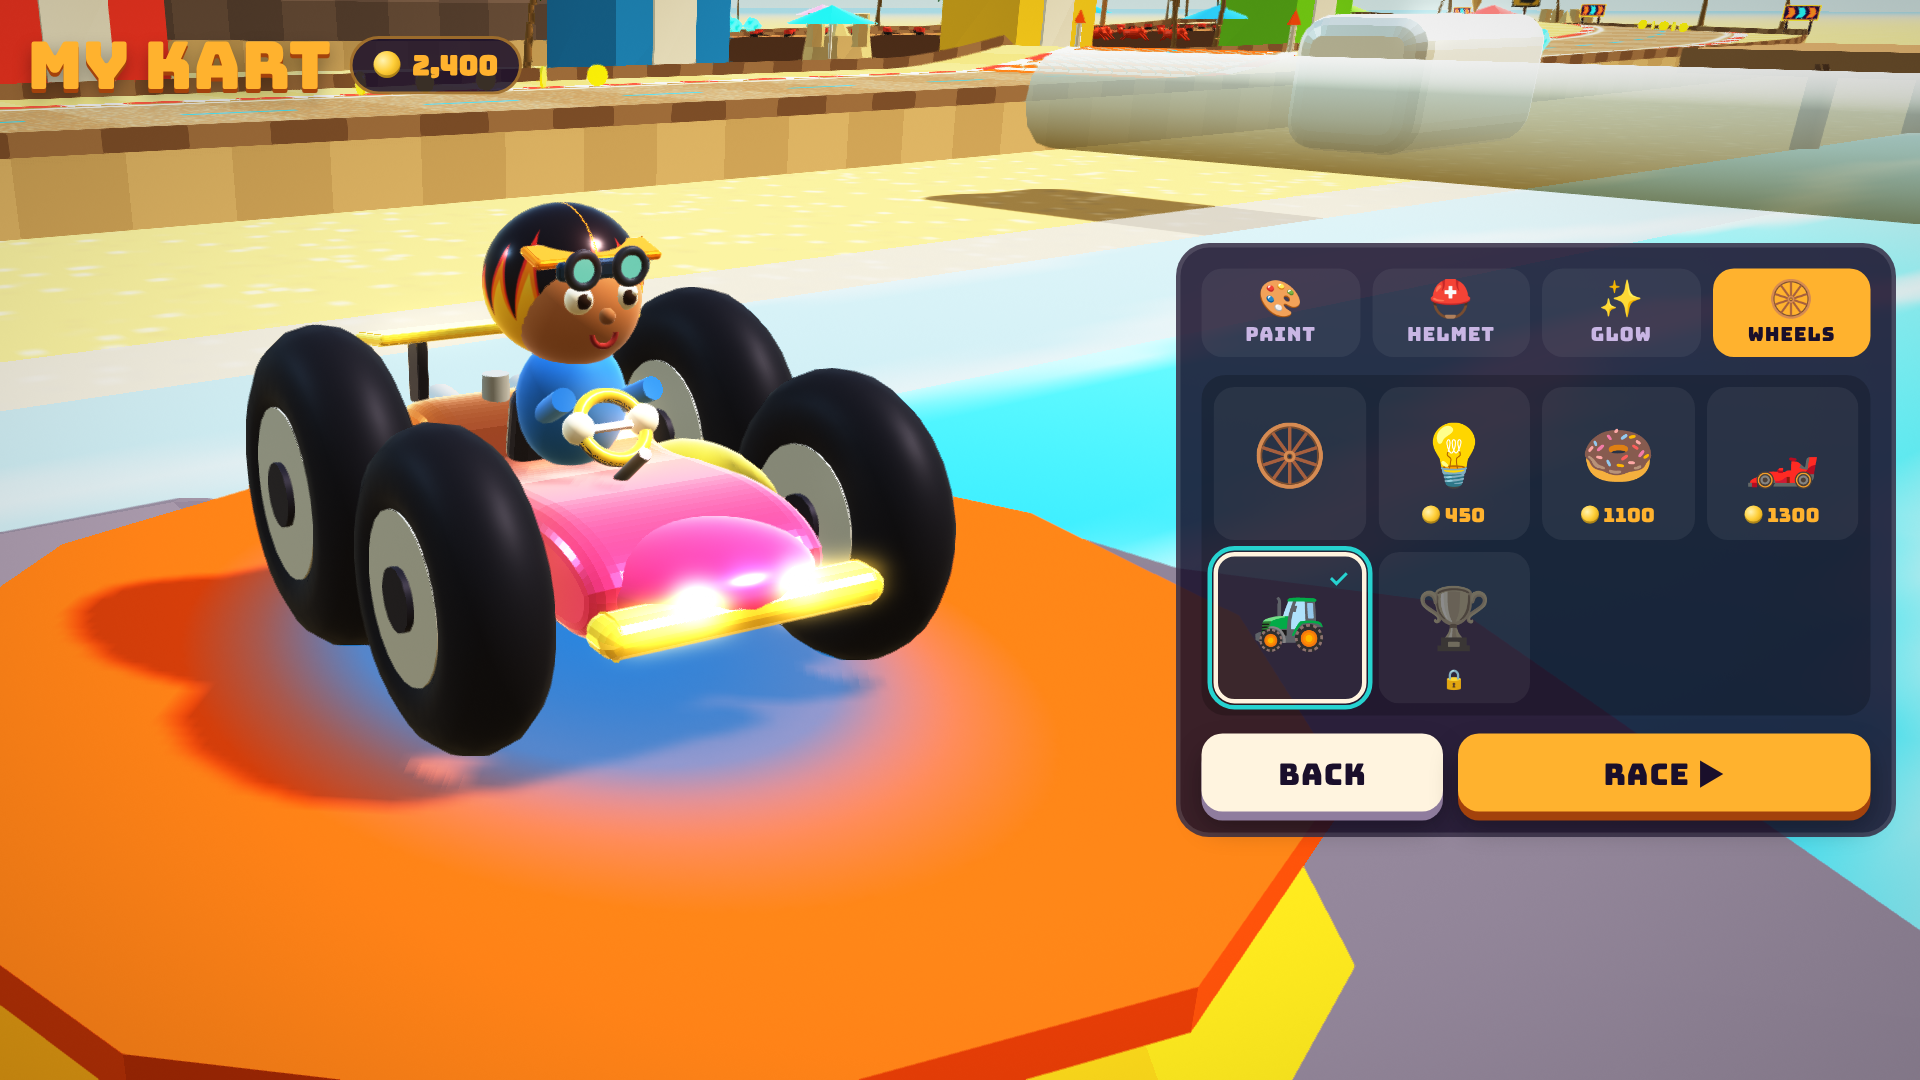 MY KART
2,400
PAINT
HELMET
GLOW
WHEELS
450
1100
1300
BACK
RACE